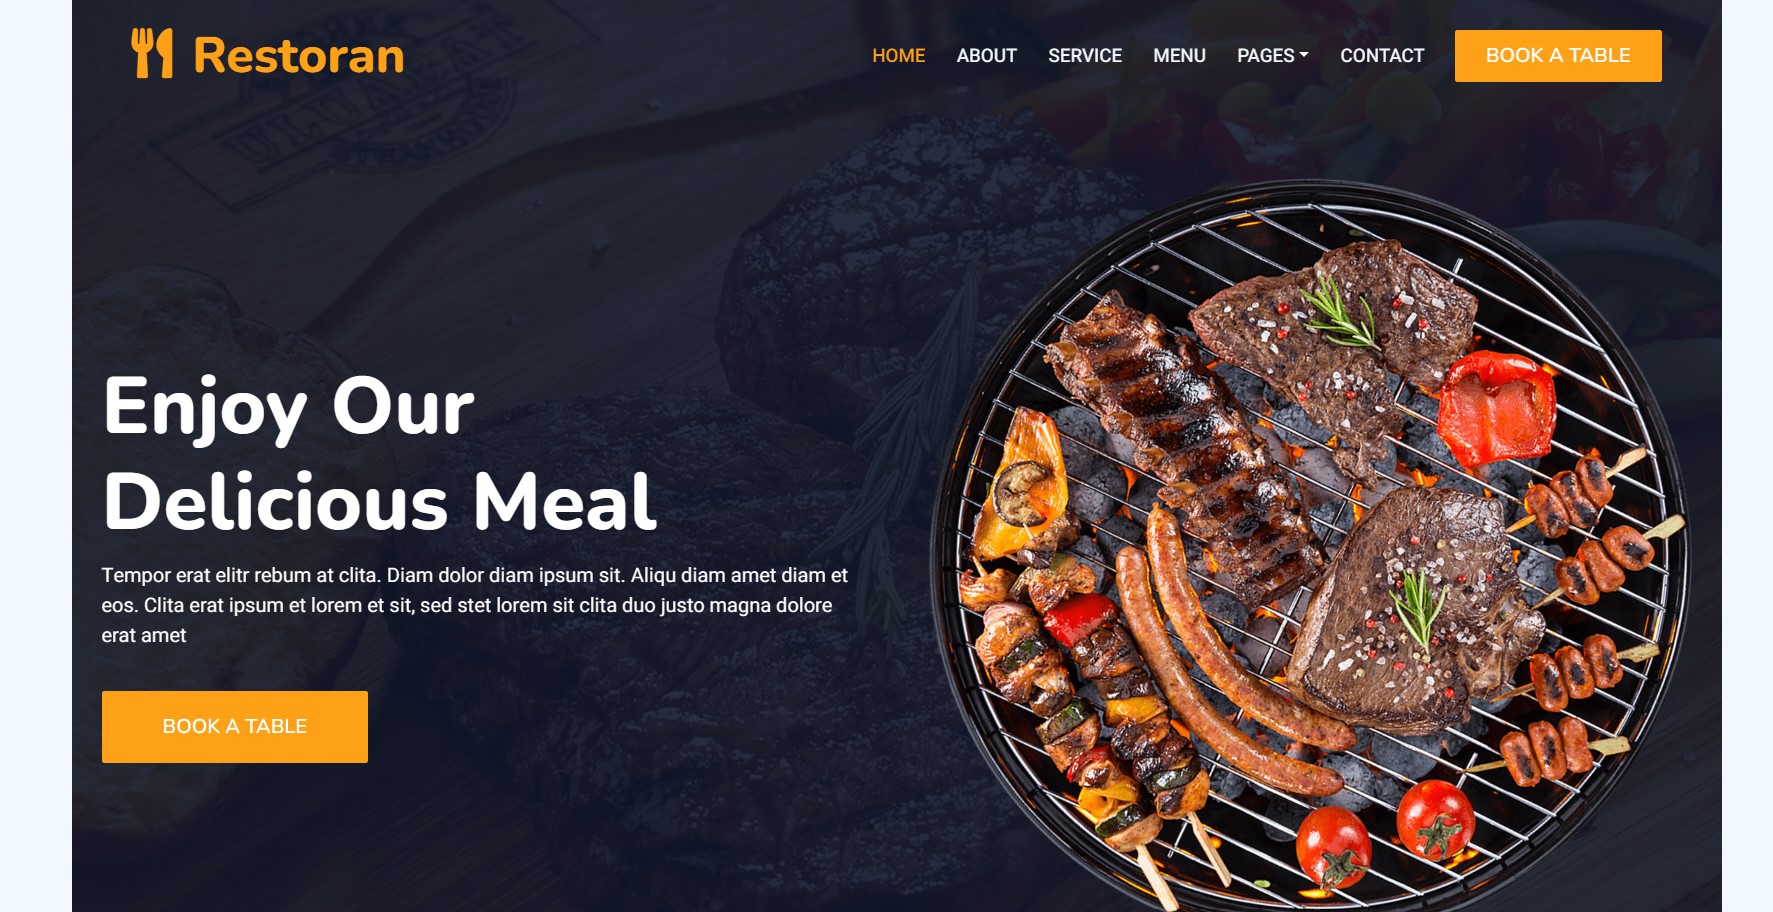 Restoran
HOME ABOUT SERVICE MENU PAGES CONTACT BOOK A TABLE
Enjoy Our
Delicious Meal
Tempor erat elitr rebum at clita. Diam dolor diam ipsum sit. Aliqu diam amet diam et
eos. Clita erat ipsum et lorem et sit, sed stet lorem sit clita duo justo magna dolore
erat amet
BOOK A TABLE